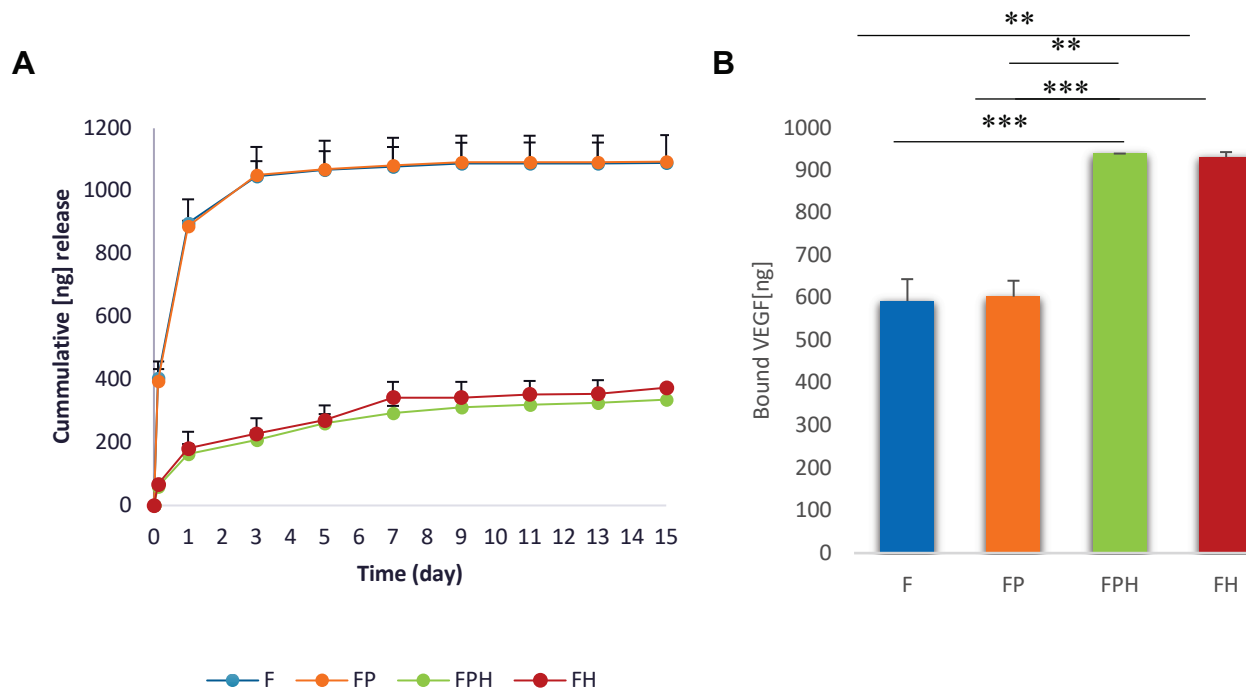 A
Cummulative [ng] release
1200
1000
800
600
400
200
0
0 1 2 3 4 5 6 7 8 9 10 11 12 13 14 15
Time (day)
F FP FPH FH
B
**
**
***
***
Bound VEGF[ng]
1000
900
800
700
600
500
400
300
200
100
0
F FP FPH FH